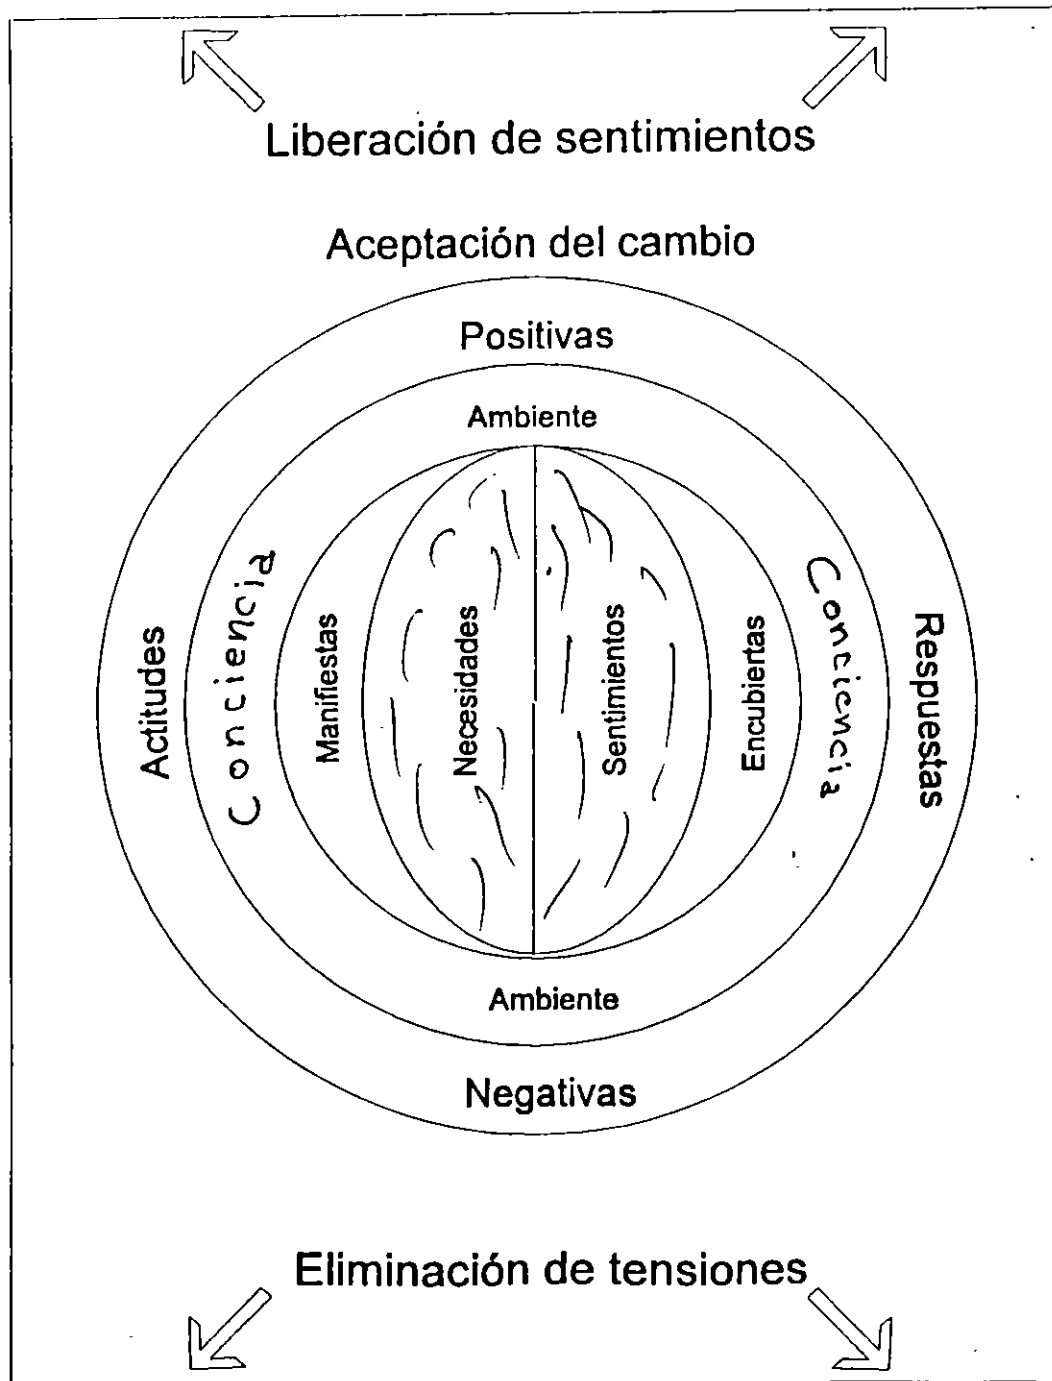 Liberación de sentimientos
Aceptación del cambio
Positivas
Ambiente
Actitudes
Conciencia
Manifiestas
Necesidades
Sentimientos
Encubiertas
Conciencia
Respuestas
Ambiente
Negativas
Eliminación de tensiones